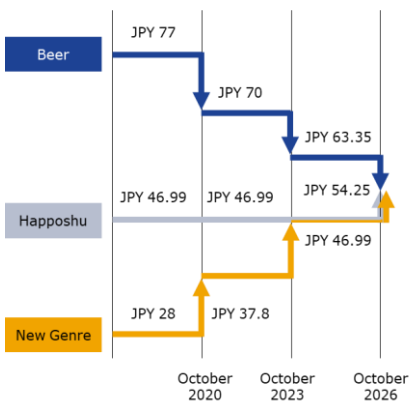 JPY 77
Beer
JPY 70
JPY 63.35
JPY 46.99
JPY 46.99
JPY 54.25
Happoshu
JPY 46.99
JPY 28
JPY 37.8
New Genre
October
2020
October
2023
October
2026